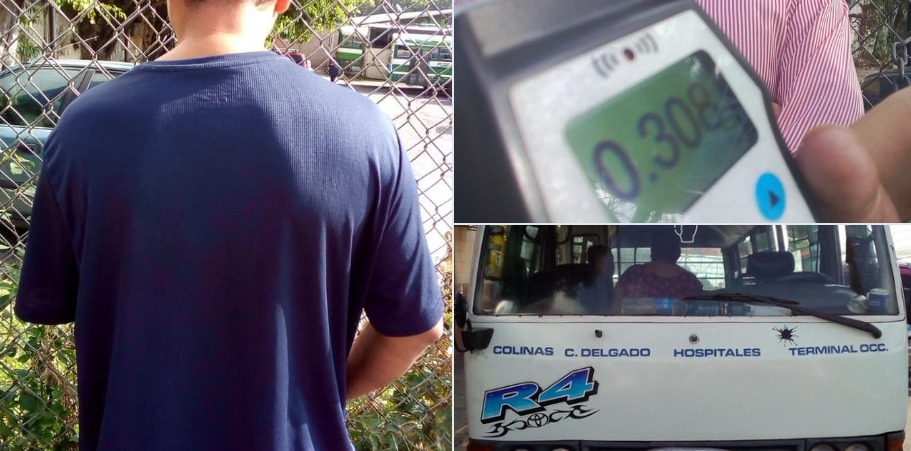 0.308
COLINAS C. DELGADO HOSPITALES TERMINAL OCC.
R4